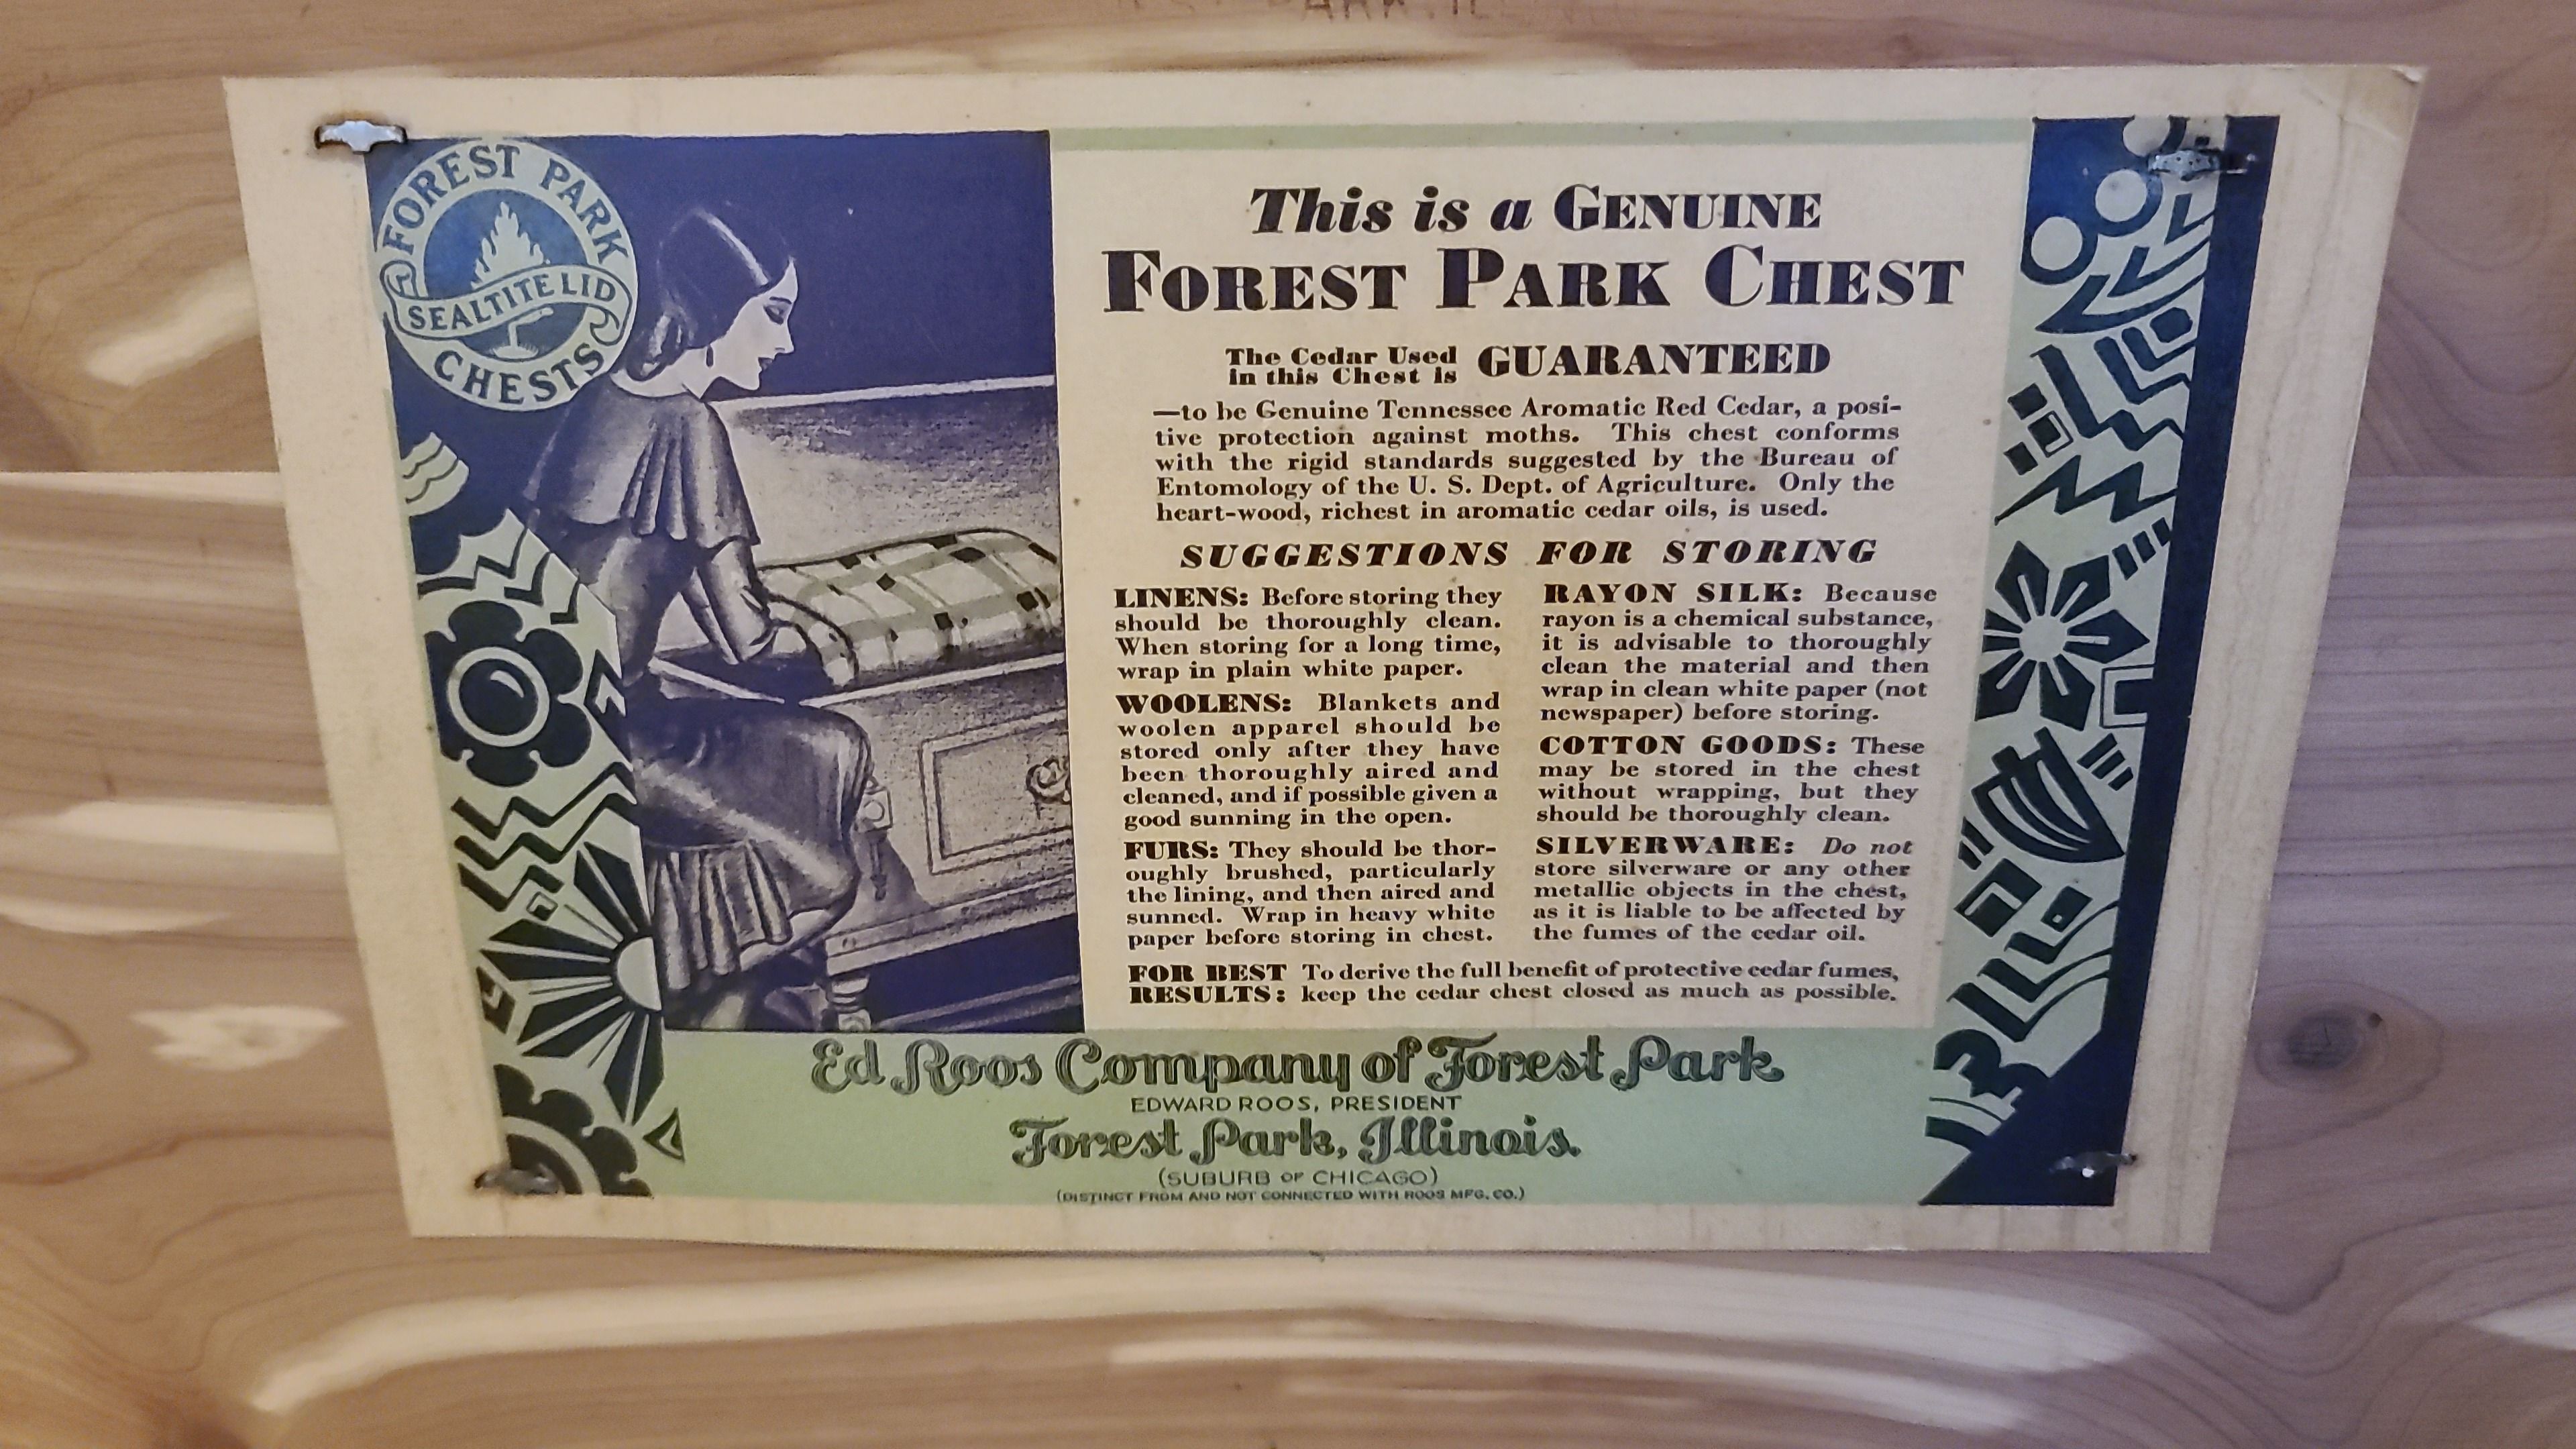 PARK, ILL
FOREST PARK
SEALTITE LID
CHESTS
This is a GENUINE
FOREST PARK CHEST
The Cedar Used
in this Chest is GUARANTEED
—to be Genuine Tennessee Aromatic Red Cedar, a posi-
tive protection against moths. This chest conforms
with the rigid standards suggested by the Bureau of
Entomology of the U. S. Dept. of Agriculture. Only the
heart-wood, richest in aromatic cedar oils, is used.
SUGGESTIONS FOR STORING
LINENS: Before storing they
should be thoroughly clean.
When storing for a long time,
wrap in plain white paper.
WOOLENS: Blankets and
woolen apparel should be
stored only after they have
been thoroughly aired and
cleaned, and if possible given a
good sunning in the open.
FURS: They should be thor-
oughly brushed, particularly
the lining, and then aired and
sunned. Wrap in heavy white
paper before storing in chest.
RAYON SILK: Because
rayon is a chemical substance,
it is advisable to thoroughly
clean the material and then
wrap in clean white paper (not
newspaper) before storing.
COTTON GOODS: These
may be stored in the chest
without wrapping, but they
should be thoroughly clean.
SILVERWARE: Do not
store silverware or any other
metallic objects in the chest,
as it is liable to be affected by
the fumes of the cedar oil.
FOR BEST To derive the full benefit of protective cedar fumes,
RESULTS: keep the cedar chest closed as much as possible.
Ed Roos Company of Forest Park
EDWARD ROOS, PRESIDENT
Forest Park, Illinois.
(SUBURB OF CHICAGO)
(DISTINCT FROM AND NOT CONNECTED WITH ROOS MFG. CO.)